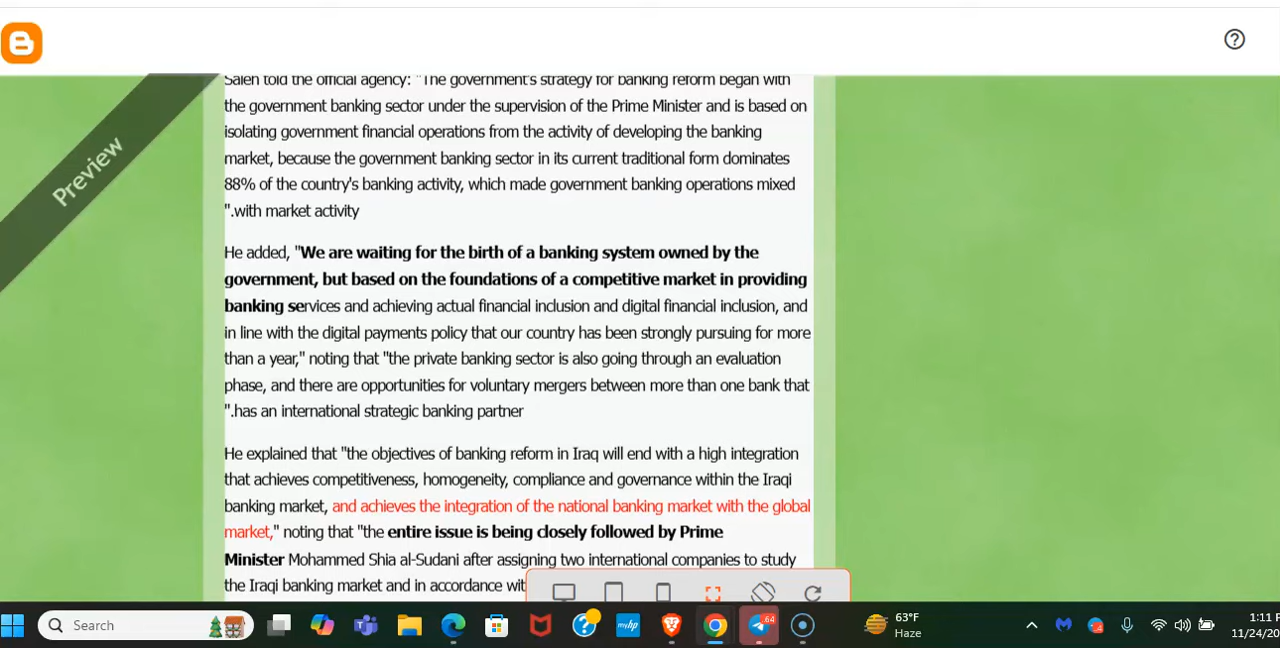 Preview
Saleh told the official agency: "The government's strategy for banking reform began with
the government banking sector under the supervision of the Prime Minister and is based on
isolating government financial operations from the activity of developing the banking
market, because the government banking sector in its current traditional form dominates
88% of the country's banking activity, which made government banking operations mixed
".with market activity
He added, "We are waiting for the birth of a banking system owned by the
government, but based on the foundations of a competitive market in providing
banking services and achieving actual financial inclusion and digital financial inclusion, and
in line with the digital payments policy that our country has been strongly pursuing for more
than a year," noting that "the private banking sector is also going through an evaluation
phase, and there are opportunities for voluntary mergers between more than one bank that
".has an international strategic banking partner
He explained that "the objectives of banking reform in Iraq will end with a high integration
that achieves competitiveness, homogeneity, compliance and governance within the Iraqi
banking market, and achieves the integration of the national banking market with the global
market," noting that "the entire issue is being closely followed by Prime
Minister Mohammed Shia al-Sudani after assigning two international companies to study
the Iraqi banking market and in accordance
Search
myhp
64
63°F
Haze
1:11
11/24/20